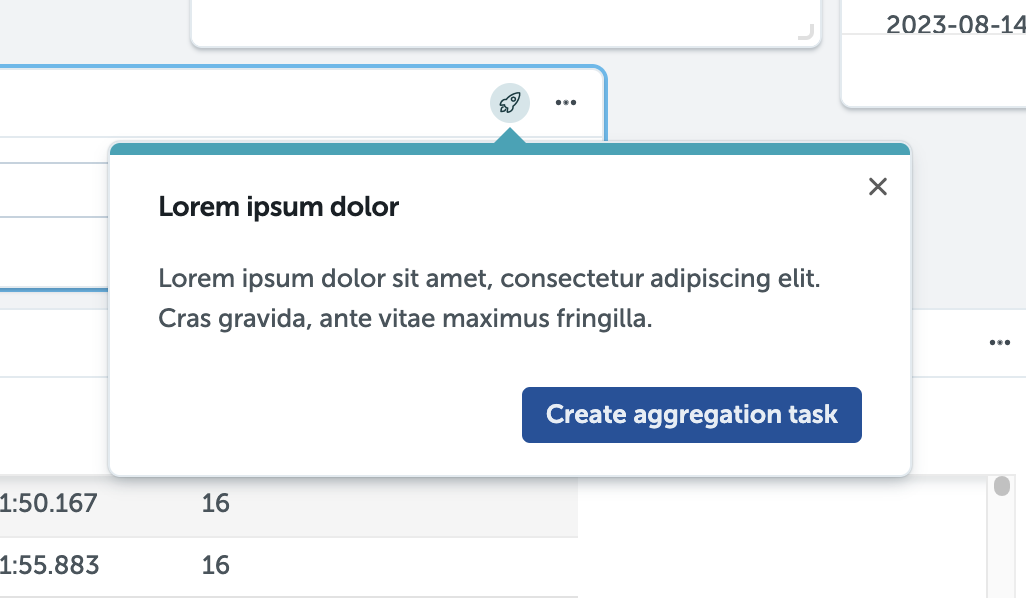 2023-08-14
Lorem ipsum dolor
Lorem ipsum dolor sit amet, consectetur adipiscing elit.
Cras gravida, ante vitae maximus fringilla.
Create aggregation task
1:50.167 16
1:55.883 16